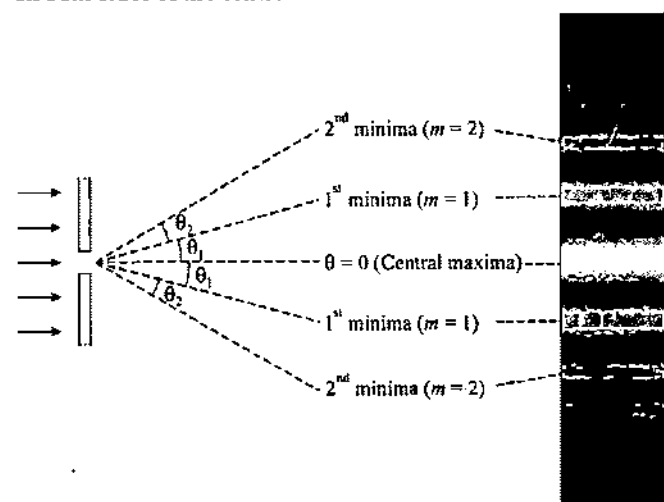 2nd minima (m = 2)
1st minima (m = 1)
θ2
θ1
θ = 0 (Central maxima)
θ1
θ2
1st minima (m = 1)
2nd minima (m = 2)